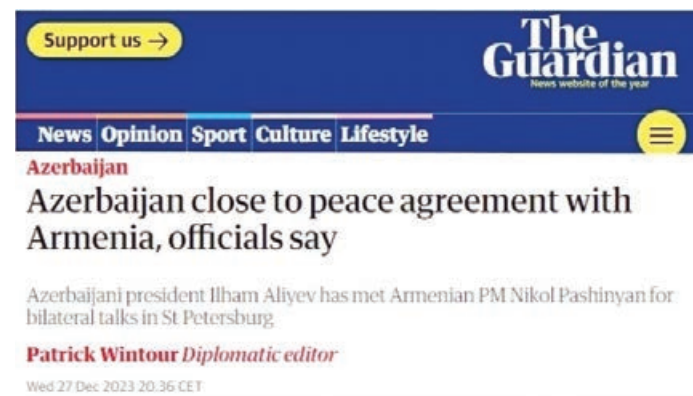 Support us →
The
Guardian
News website of the year
News Opinion Sport Culture Lifestyle
Azerbaijan
Azerbaijan close to peace agreement with
Armenia, officials say
Azerbaijani president Ilham Aliyev has met Armenian PM Nikol Pashinyan for
bilateral talks in St Petersburg
Patrick Wintour Diplomatic editor
Wed 27 Dec 2023 20.36 CET